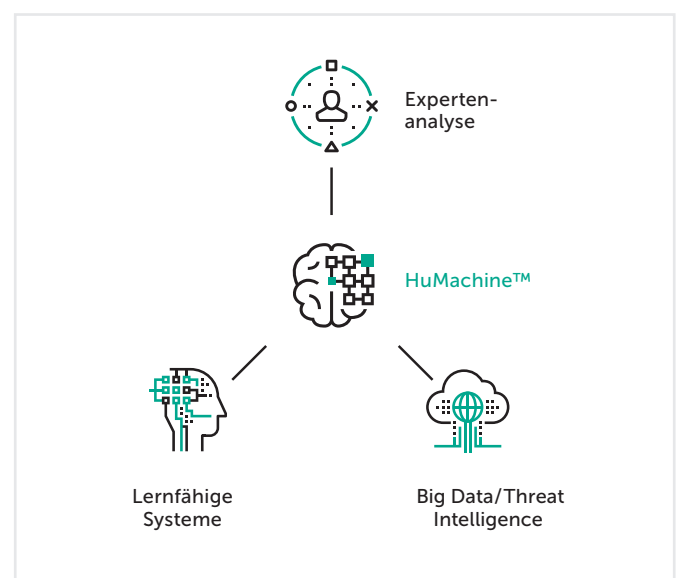 Experten-
analyse
HuMachine™
Lernfähige
Systeme
Big Data/Threat
Intelligence